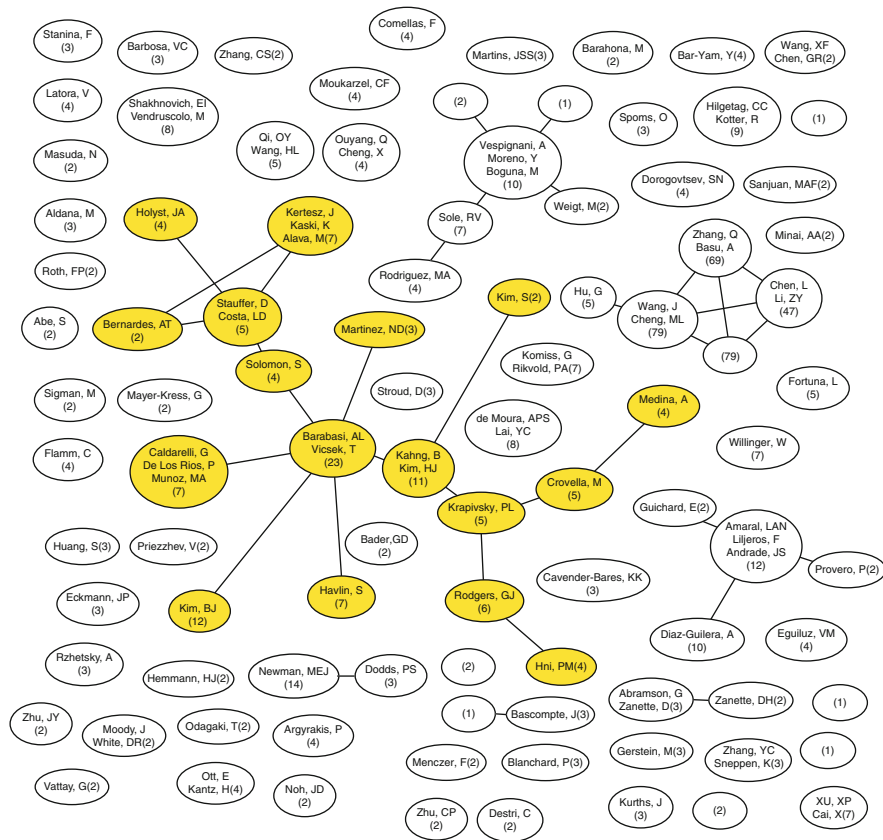 Stanina, F
(3)
Barbosa, VC
(3)
Zhang, CS(2)
Comellas, F
(4)
Martins, JSS(3)
Barahona, M
(2)
Bar-Yam, Y(4)
Wang, XF
Chen, GR(2)
Latora, V
(4)
Shakhnovich, EI
Vendruscolo, M
(8)
Moukarzel, CF
(4)
(2)
(1)
Spoms, O
(3)
Hilgetag, CC
Kotter, R
(9)
(1)
Masuda, N
(2)
Qi, OY
Wang, HL
(5)
Ouyang, Q
Cheng, X
(4)
Vespignani, A
Moreno, Y
Boguna, M
(10)
Dorogovtsev, SN
(4)
Sanjuan, MAF(2)
Aldana, M
(3)
Holyst, JA
(4)
Kertesz, J
Kaski, K
Alava, M(7)
Sole, RV
(7)
Weigt, M(2)
Zhang, Q
Basu, A
(69)
Minai, AA(2)
Roth, FP(2)
Rodriguez, MA
(4)
Abe, S
(2)
Bernardes, AT
(2)
Stauffer, D
Costa, LD
(5)
Martinez, ND(3)
Kim, S(2)
Hu, G
(5)
Wang, J
Cheng, ML
(79)
Chen, L
Li, ZY
(47)
(79)
Solomon, S
(4)
Komiss, G
Rikvold, PA(7)
Sigman, M
(2)
Mayer-Kress, G
(2)
Stroud, D(3)
Medina, A
(4)
Fortuna, L
(5)
Flamm, C
(4)
Caldarelli, G
De Los Rios, P
Munoz, MA
(7)
Barabasi, AL
Vicsek, T
(23)
Kahng, B
Kim, HJ
(11)
de Moura, APS
Lai, YC
(8)
Willinger, W
(7)
Krapivsky, PL
(5)
Crovella, M
(5)
Guichard, E(2)
Huang, S(3)
Priezzhev, V(2)
Bader,GD
(2)
Amaral, LAN
Liljeros, F
Andrade, JS
(12)
Provero, P(2)
Eckmann, JP
(3)
Kim, BJ
(12)
Havlin, S
(7)
Rodgers, GJ
(6)
Cavender-Bares, KK
(3)
Rzhetsky, A
(3)
Hemmann, HJ(2)
Newman, MEJ
(14)
Dodds, PS
(3)
(2)
Hni, PM(4)
Diaz-Guilera, A
(10)
Eguiluz, VM
(4)
Zhu, JY
(2)
Moody, J
White, DR(2)
Odagaki, T(2)
Argyrakis, P
(4)
(1)
Bascompte, J(3)
Abramson, G
Zanette, D(3)
Zanette, DH(2)
(1)
Vattay, G(2)
Ott, E
Kantz, H(4)
Noh, JD
(2)
Menczer, F(2)
Blanchard, P(3)
Gerstein, M(3)
Zhang, YC
Sneppen, K(3)
(1)
Zhu, CP
(2)
Destri, C
(2)
Kurths, J
(3)
(2)
XU, XP
Cai, X(7)